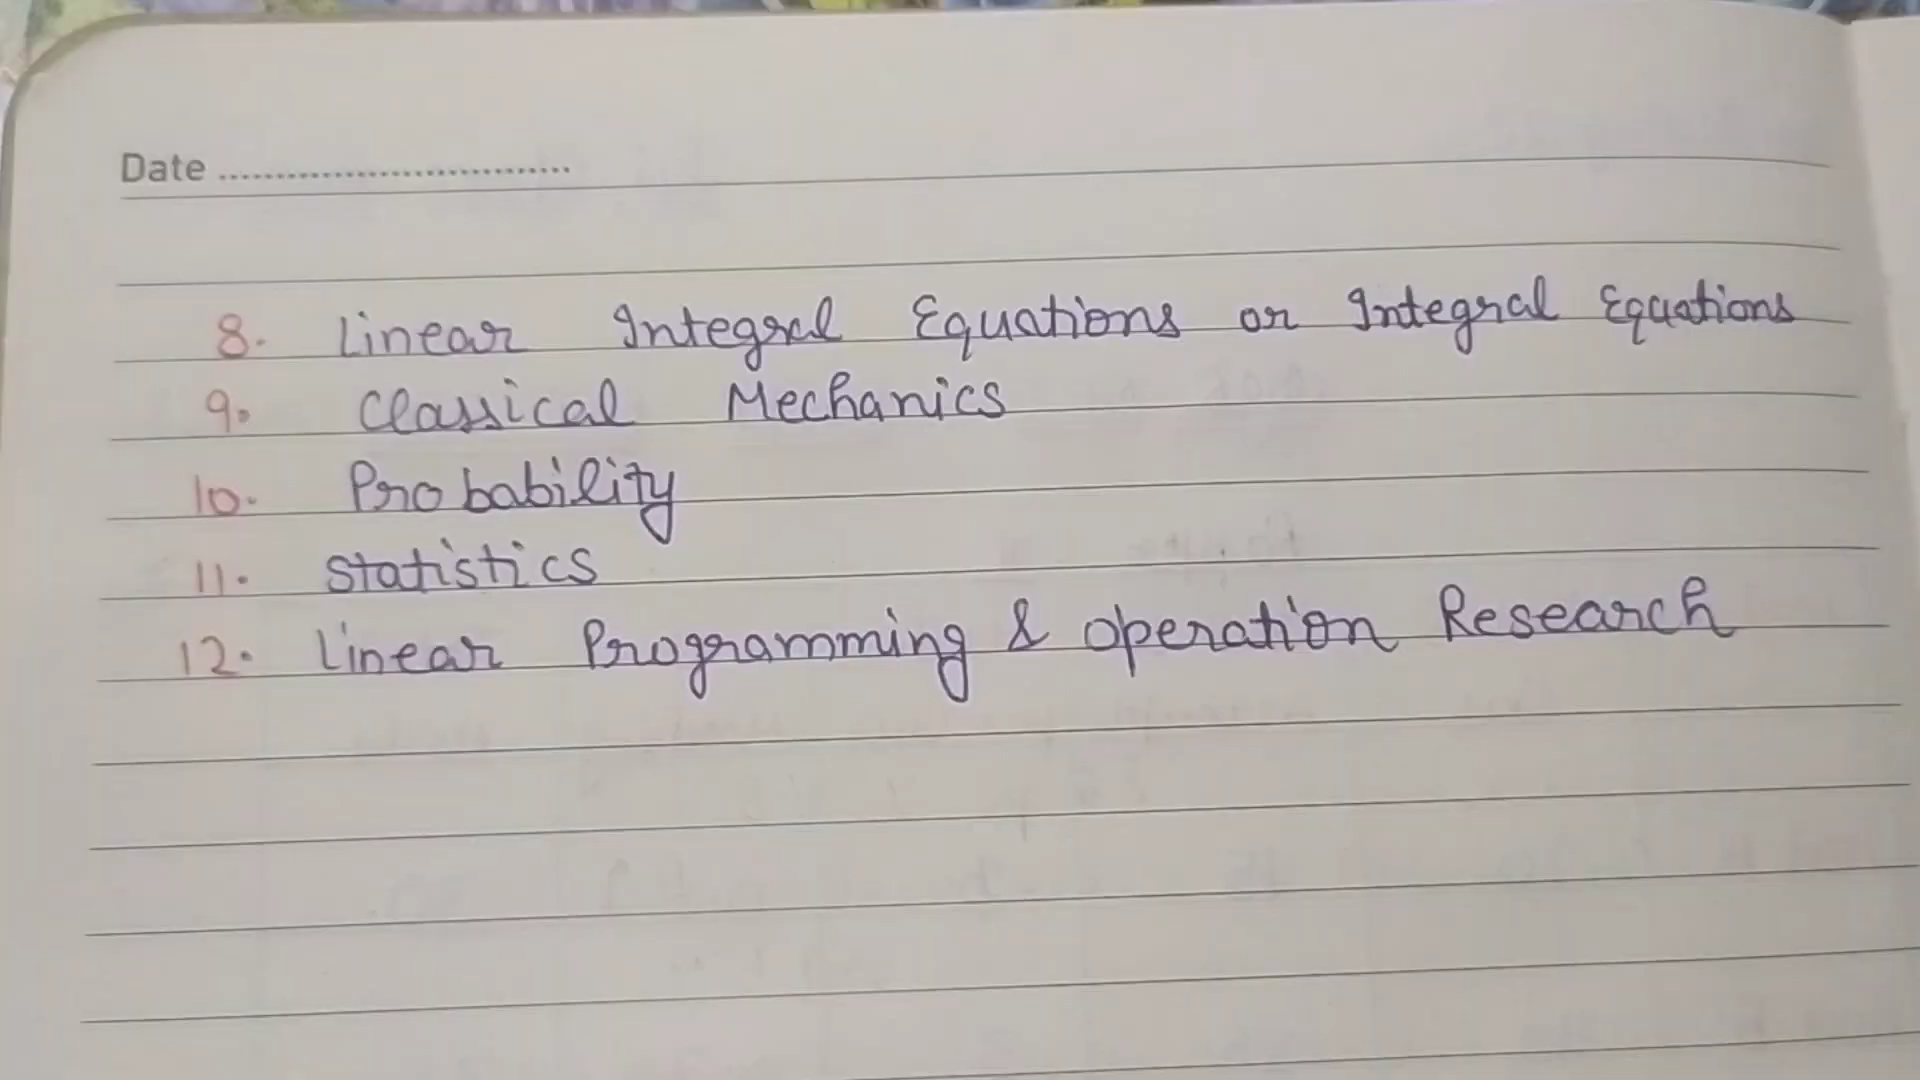 Date ..............................
8. Linear Integral Equations or Integral Equations
9. Classical Mechanics
10. Probability
11. Statistics
12. Linear Programming & operation Research